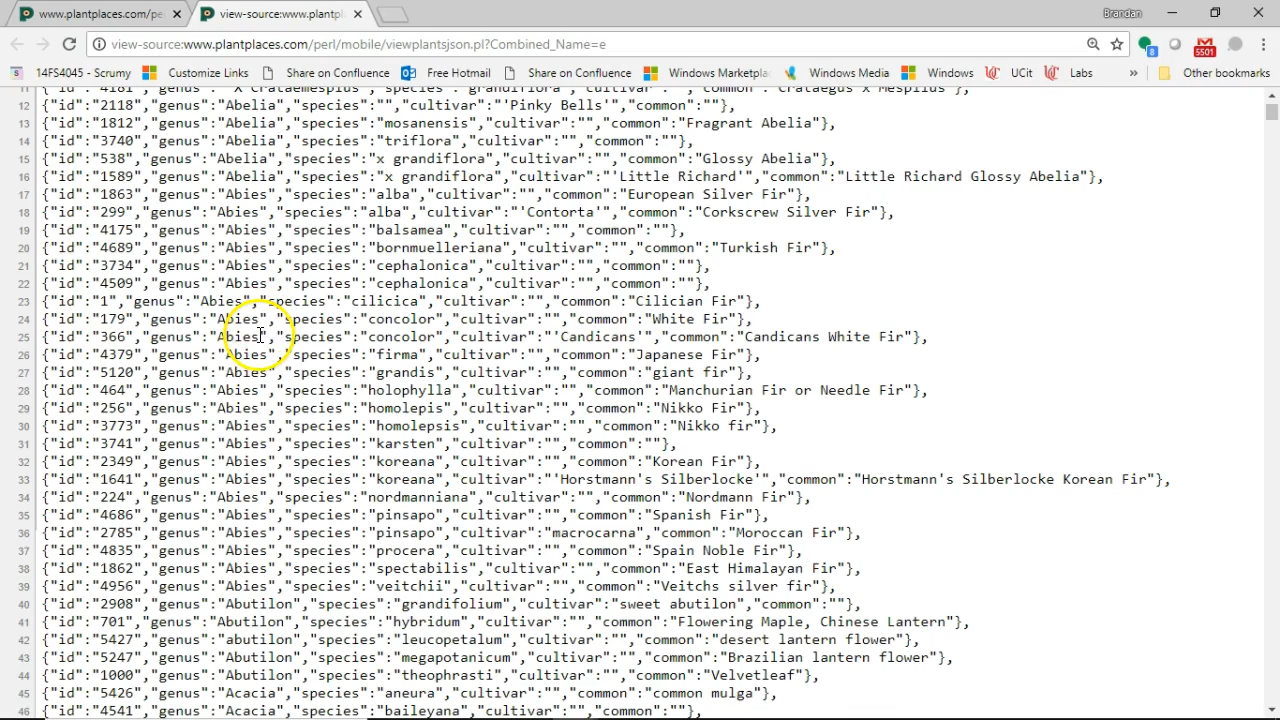 www.plantplaces.com/pe
view-source:www.plantpl
Brandan
view-source:www.plantplaces.com/perl/mobile/viewplantsjson.pl?Combined_Name=e
8
5501
14FS4045 - Scrumy
Customize Links
Share on Confluence
Free Hotmail
Share on Confluence
Windows Marketpla
Windows Media
Windows
UCit
Labs
»
Other bookmarks
11 {"id":"4181","genus":" X Crataemespilus","species":"grandiflora","cultivar":"","common":"Crataegus x Mespilus"},
12 {"id":"2118","genus":"Abelia","species":"","cultivar":"'Pinky Bells'","common":""},
13 {"id":"1812","genus":"Abelia","species":"mosanensis","cultivar":"","common":"Fragrant Abelia"},
14 {"id":"3740","genus":"Abelia","species":"triflora","cultivar":"","common":""},
15 {"id":"538","genus":"Abelia","species":"x grandiflora","cultivar":"","common":"Glossy Abelia"},
16 {"id":"1589","genus":"Abelia","species":"x grandiflora","cultivar":"'Little Richard'","common":"Little Richard Glossy Abelia"},
17 {"id":"1863","genus":"Abies","species":"alba","cultivar":"","common":"European Silver Fir"},
18 {"id":"299","genus":"Abies","species":"alba","cultivar":"'Contorta'","common":"Corkscrew Silver Fir"},
19 {"id":"4175","genus":"Abies","species":"balsamea","cultivar":"","common":""},
20 {"id":"4689","genus":"Abies","species":"bornmuelleriana","cultivar":"","common":"Turkish Fir"},
21 {"id":"3734","genus":"Abies","species":"cephalonica","cultivar":"","common":""},
22 {"id":"4509","genus":"Abies","species":"cephalonica","cultivar":"","common":""},
23 {"id":"1","genus":"Abies","species":"cilicica","cultivar":"","common":"Cilician Fir"},
24 {"id":"179","genus":"Abies","species":"concolor","cultivar":"","common":"White Fir"},
25 {"id":"366","genus":"Abies","species":"concolor","cultivar":"'Candicans'","common":"Candicans White Fir"},
26 {"id":"4379","genus":"Abies","species":"firma","cultivar":"","common":"Japanese Fir"},
27 {"id":"5120","genus":"Abies","species":"grandis","cultivar":"","common":"giant fir"},
28 {"id":"464","genus":"Abies","species":"holophylla","cultivar":"","common":"Manchurian Fir or Needle Fir"},
29 {"id":"256","genus":"Abies","species":"homolepis","cultivar":"","common":"Nikko Fir"},
30 {"id":"3773","genus":"Abies","species":"homolepsis","cultivar":"","common":"Nikko fir"},
31 {"id":"3741","genus":"Abies","species":"karsten","cultivar":"","common":""},
32 {"id":"2349","genus":"Abies","species":"koreana","cultivar":"","common":"Korean Fir"},
33 {"id":"1641","genus":"Abies","species":"koreana","cultivar":"'Horstmann's Silberlocke'","common":"Horstmann's Silberlocke Korean Fir"},
34 {"id":"224","genus":"Abies","species":"nordmanniana","cultivar":"","common":"Nordmann Fir"},
35 {"id":"4686","genus":"Abies","species":"pinsapo","cultivar":"","common":"Spanish Fir"},
36 {"id":"2785","genus":"Abies","species":"pinsapo","cultivar":"macrocarna","common":"Moroccan Fir"},
37 {"id":"4835","genus":"Abies","species":"procera","cultivar":"","common":"Spain Noble Fir"},
38 {"id":"1862","genus":"Abies","species":"spectabilis","cultivar":"","common":"East Himalayan Fir"},
39 {"id":"4956","genus":"Abies","species":"veitchii","cultivar":"","common":"Veitchs silver fir"},
40 {"id":"2908","genus":"Abutilon","species":"grandifolium","cultivar":"sweet abutilon","common":""},
41 {"id":"701","genus":"Abutilon","species":"hybridum","cultivar":"","common":"Flowering Maple, Chinese Lantern"},
42 {"id":"5427","genus":"abutilon","species":"leucopetalum","cultivar":"","common":"desert lantern flower"},
43 {"id":"5247","genus":"Abutilon","species":"megapotanicum","cultivar":"","common":"Brazilian lantern flower"},
44 {"id":"1000","genus":"Abutilon","species":"theophrasti","cultivar":"","common":"Velvetleaf"},
45 {"id":"5426","genus":"Acacia","species":"aneura","cultivar":"","common":"common mulga"},
46 {"id":"4541","genus":"Acacia","species":"baileyana","cultivar":"","common":""},